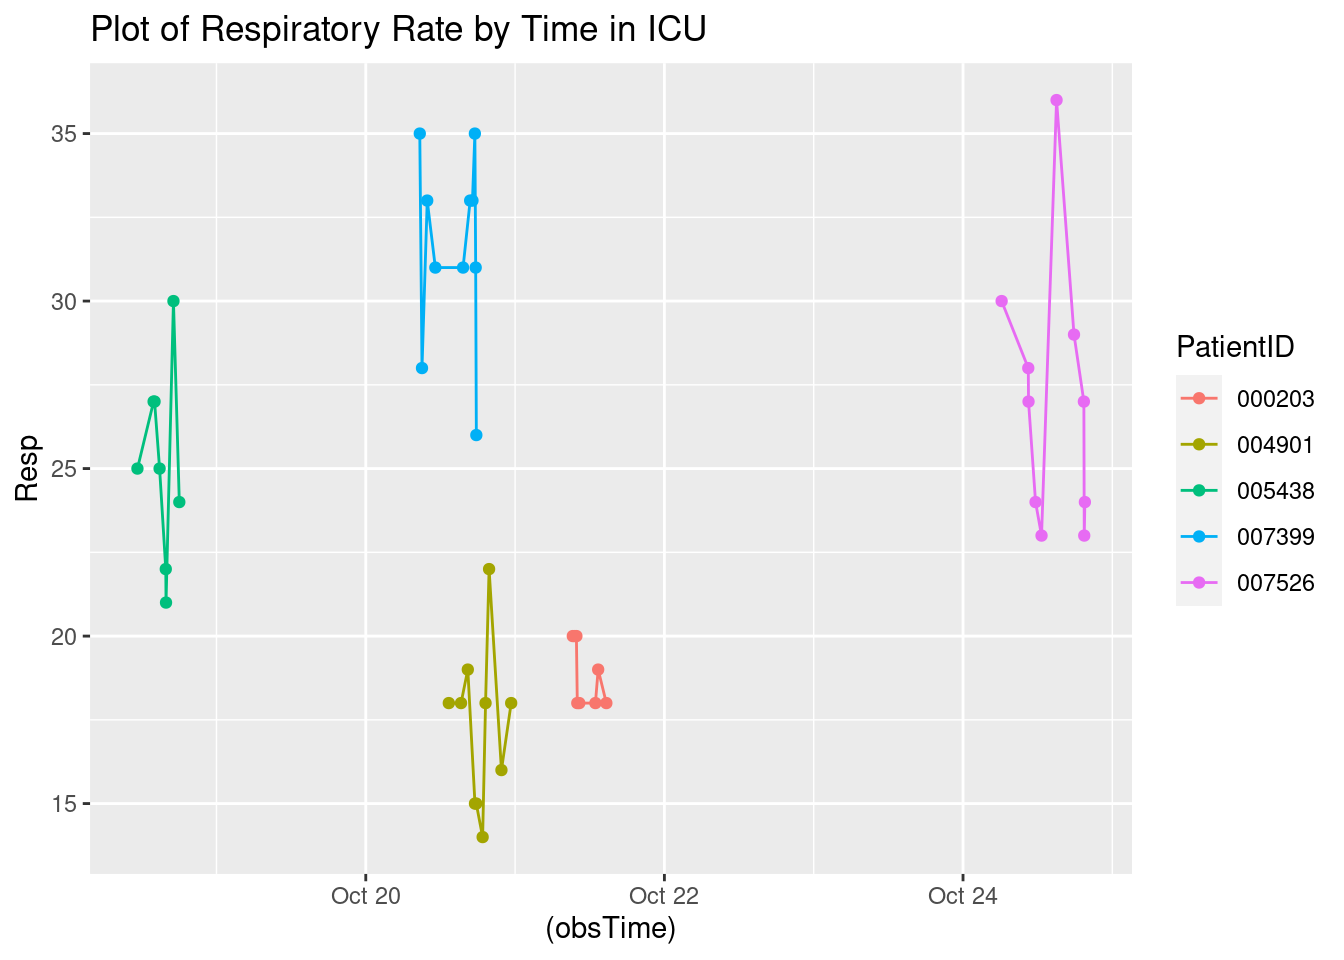 Plot of Respiratory Rate by Time in ICU
35
30
25
20
15
Resp
Oct 20
Oct 22
Oct 24
(obsTime)
PatientID
000203
004901
005438
007399
007526